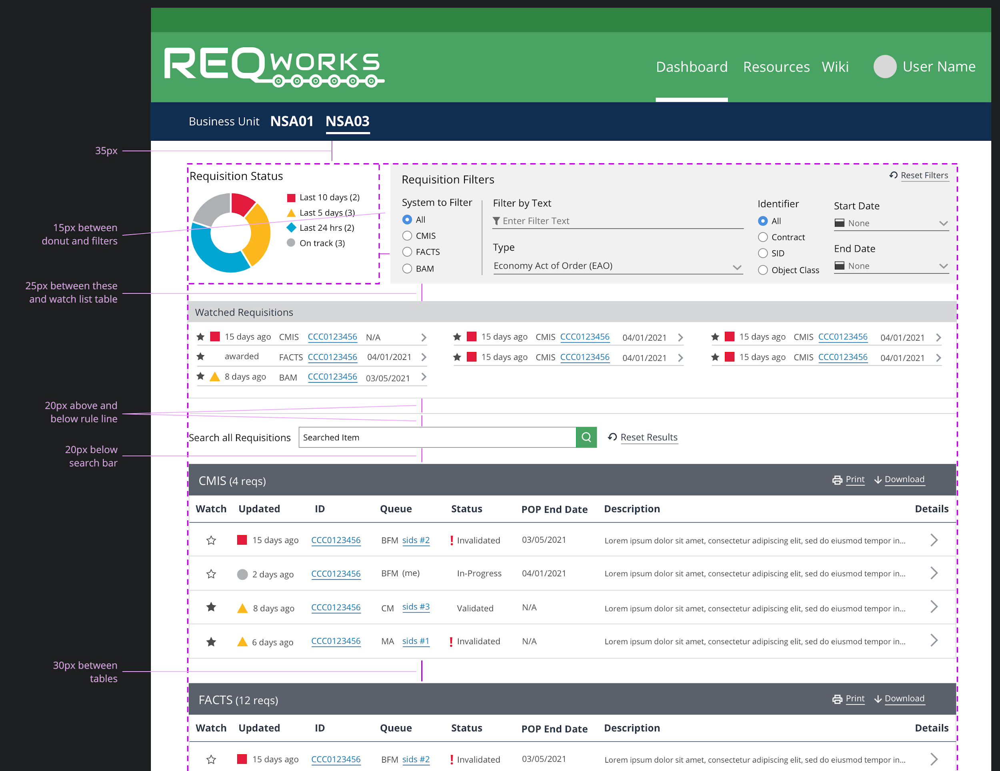 REQWORKS
Dashboard Resources Wiki User Name
Business Unit NSA01 NSA03
35px
15px between
donut and filters
25px between these
and watch list table
20px above and
below rule line
20px below
search bar
30px between
tables
Requisition Status
Last 10 days (2)
Last 5 days (3)
Last 24 hrs (2)
On track (3)
Requisition Filters
Reset Filters
System to Filter
All
CMIS
FACTS
BAM
Filter by Text
Enter Filter Text
Type
Economy Act of Order (EAO)
Identifier
All
Contract
SID
Object Class
Start Date
None
End Date
None
Watched Requisitions
15 days ago CMIS CCC0123456 N/A
awarded FACTS CCC0123456 04/01/2021
8 days ago BAM CCC0123456 03/05/2021
15 days ago CMIS CCC0123456 04/01/2021
15 days ago CMIS CCC0123456 04/01/2021
15 days ago CMIS CCC0123456 04/01/2021
15 days ago CMIS CCC0123456 04/01/2021
Search all Requisitions Searched Item Reset Results
CMIS (4 reqs) Print Download
Watch Updated ID Queue Status POP End Date Description Details
15 days ago CCC0123456 BFM sids #2 ! Invalidated 03/05/2021 Lorem ipsum dolor sit amet, consectetur adipiscing elit, sed do eiusmod tempor in...
2 days ago CCC0123456 BFM (me) In-Progress 04/01/2021 Lorem ipsum dolor sit amet, consectetur adipiscing elit, sed do eiusmod tempor in...
8 days ago CCC0123456 CM sids #3 Validated N/A Lorem ipsum dolor sit amet, consectetur adipiscing elit, sed do eiusmod tempor in...
6 days ago CCC0123456 MA sids #1 ! Invalidated N/A Lorem ipsum dolor sit amet, consectetur adipiscing elit, sed do eiusmod tempor in...
FACTS (12 reqs) Print Download
Watch Updated ID Queue Status POP End Date Description Details
15 days ago CCC0123456 BFM sids #2 ! Invalidated 03/05/2021 Lorem ipsum dolor sit amet, consectetur adipiscing elit, sed do eiusmod tempor in...